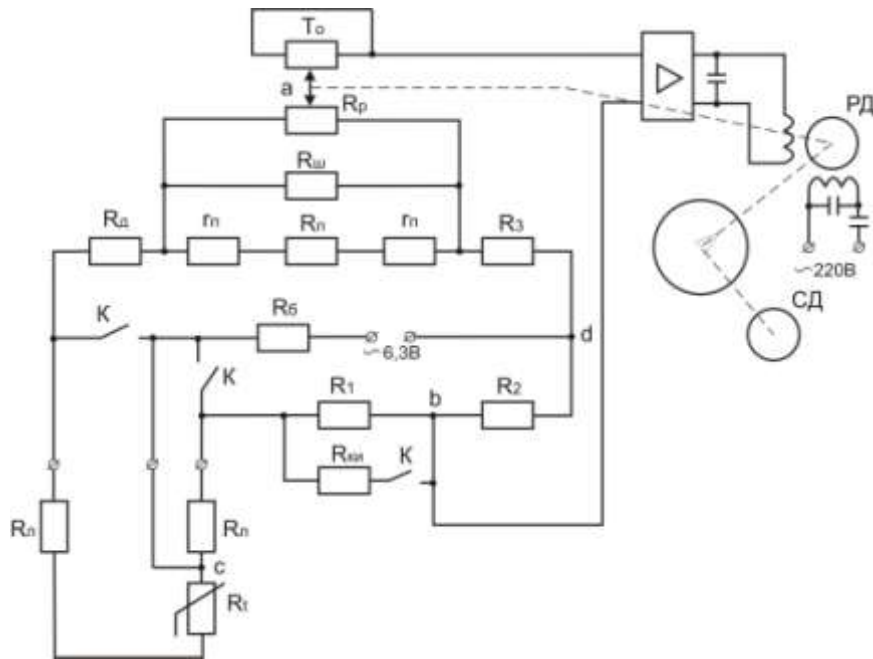 Tо
a
Rр
Rш
РД
Rд
rп
Rп
rп
R3
~220В
К
Rб
СД
~6,3В
d
К
R1
b
R2
Rки
К
Rл
Rл
c
Rt